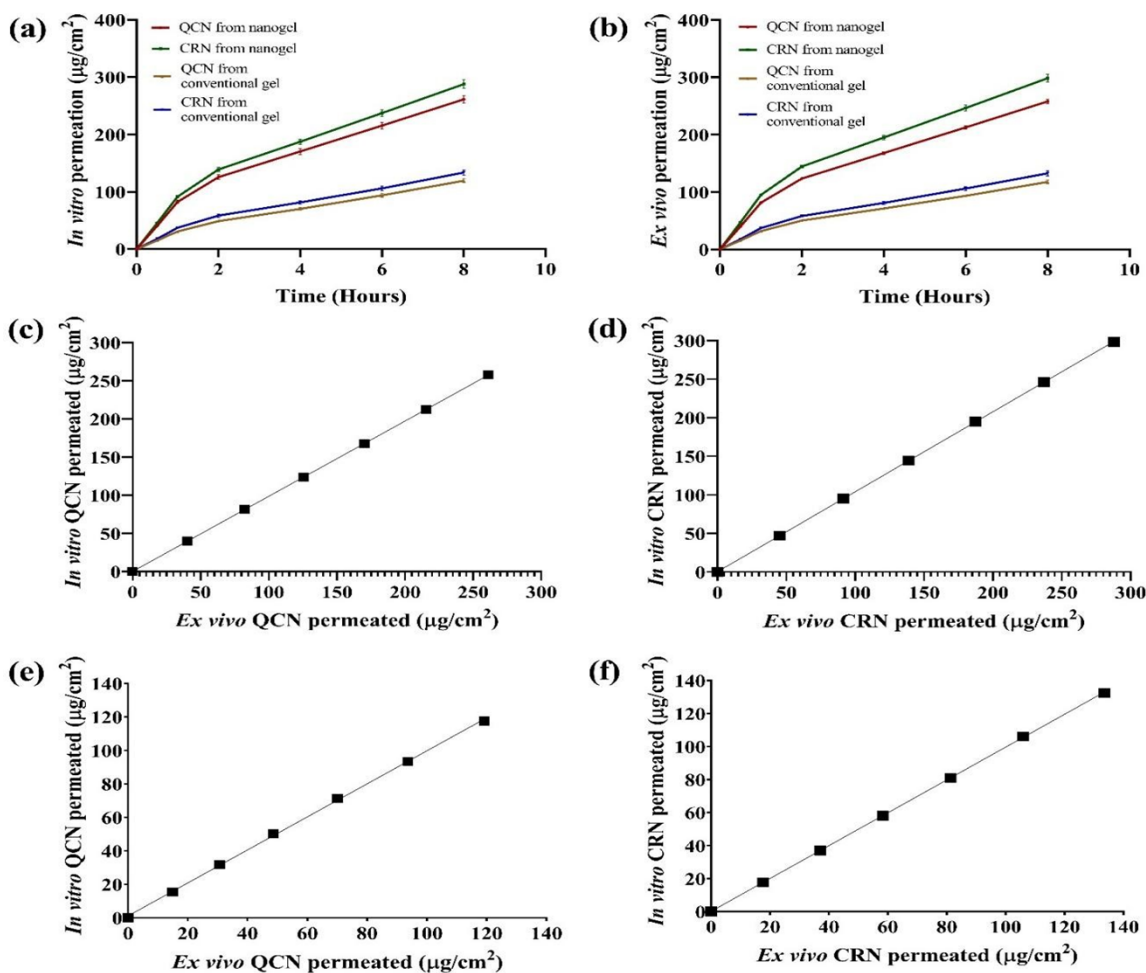 (a)
In vitro permeation (µg/cm²)
400
300
200
100
0
QCN from nanogel
CRN from nanogel
QCN from
conventional gel
CRN from
conventional gel
0 2 4 6 8 10
Time (Hours)
(b)
Ex vivo permeation (µg/cm²)
400
300
200
100
0
QCN from nanogel
CRN from nanogel
QCN from
conventional gel
CRN from
conventional gel
0 2 4 6 8 10
Time (Hours)
(c)
In vitro QCN permeated (µg/cm²)
300
250
200
150
100
50
0
0 50 100 150 200 250 300
Ex vivo QCN permeated (µg/cm²)
(d)
In vitro CRN permeated (µg/cm²)
300
250
200
150
100
50
0
0 50 100 150 200 250 300
Ex vivo CRN permeated (µg/cm²)
(e)
In vitro QCN permeated (µg/cm²)
140
120
100
80
60
40
20
0
0 20 40 60 80 100 120 140
Ex vivo QCN permeated (µg/cm²)
(f)
In vitro CRN permeated (µg/cm²)
140
120
100
80
60
40
20
0
0 20 40 60 80 100 120 140
Ex vivo CRN permeated (µg/cm²)